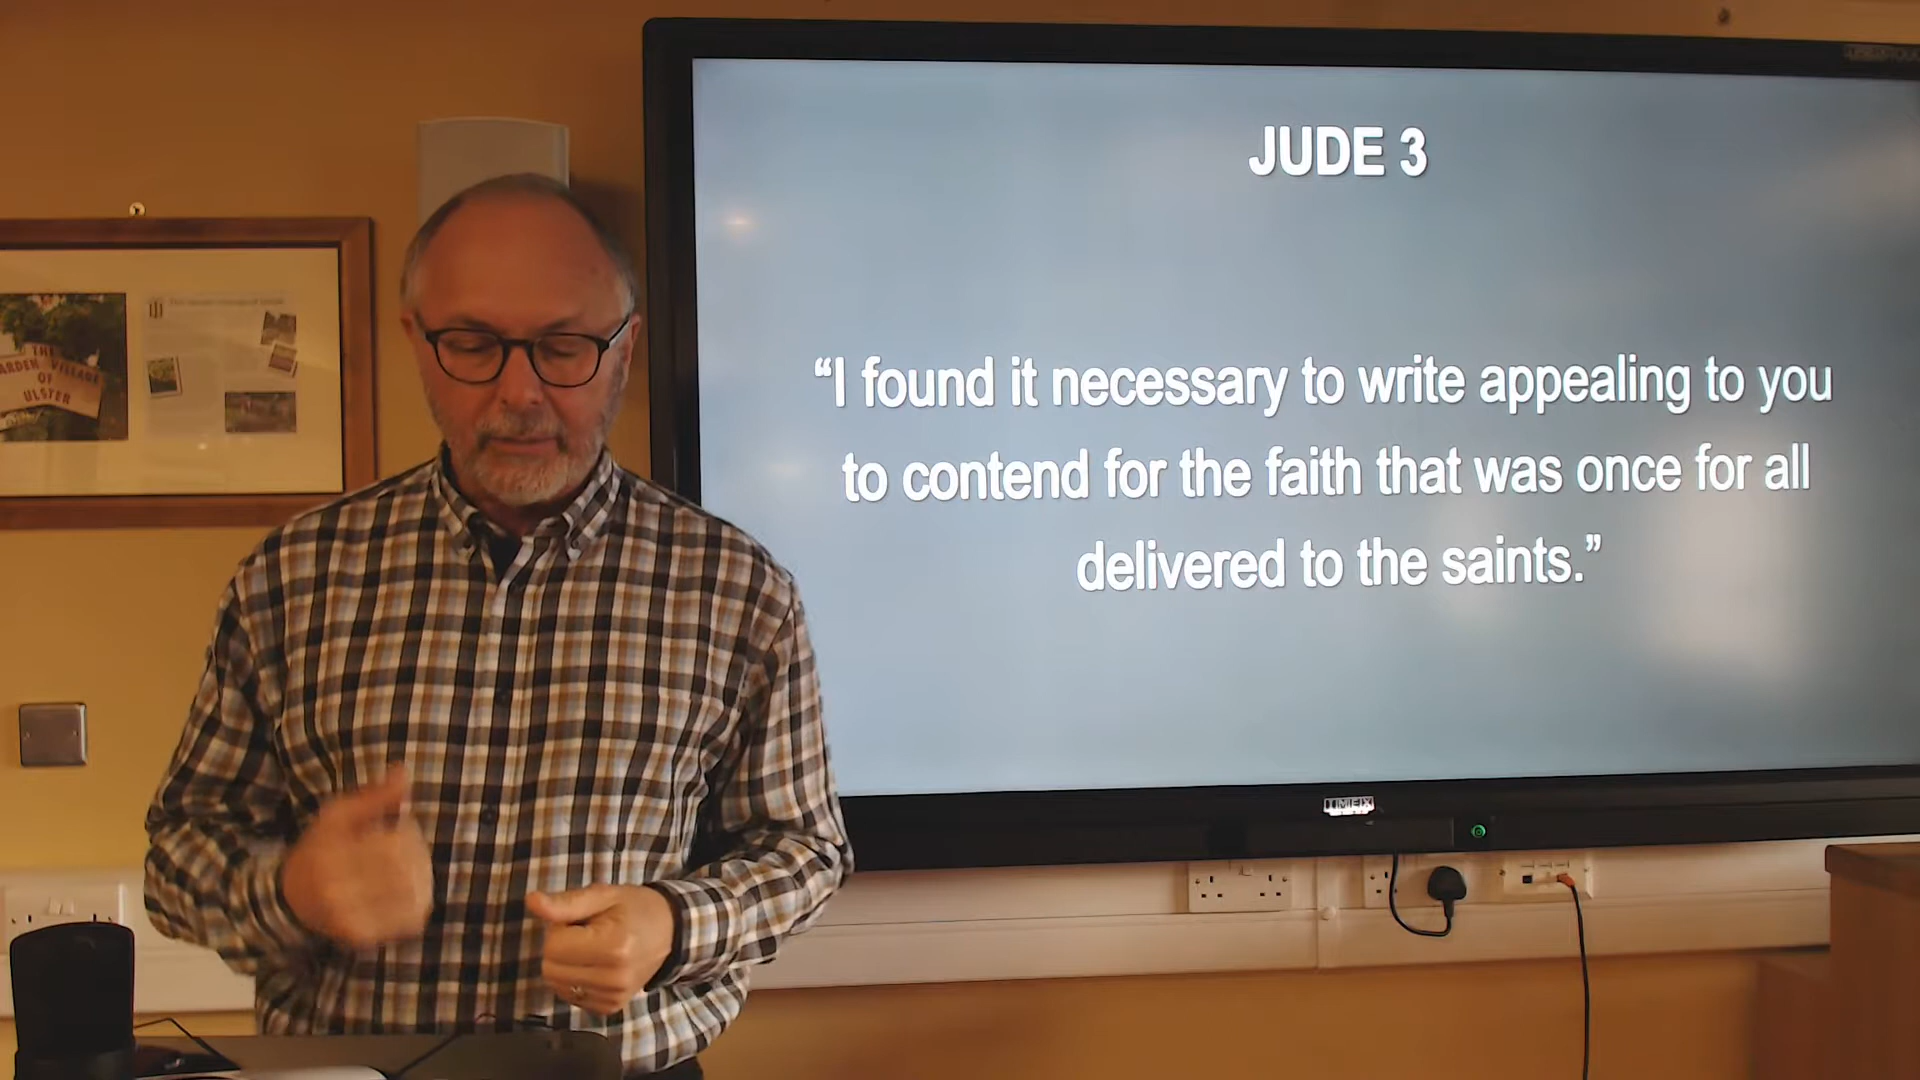 JUDE 3
“I found it necessary to write appealing to you
to contend for the faith that was once for all
delivered to the saints.”
THE
ARDEN VILLAGE
OF
ULSTER